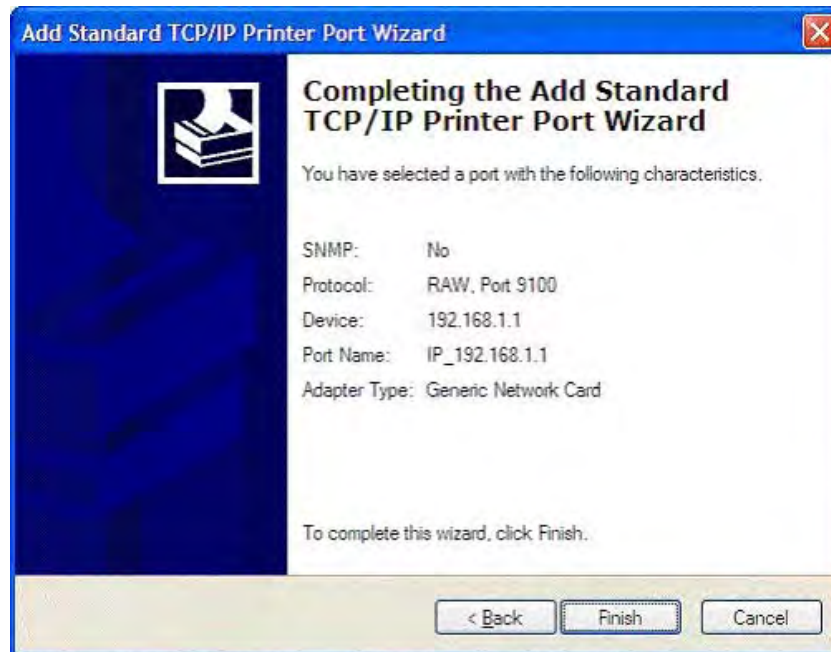 Add Standard TCP/IP Printer Port Wizard
Completing the Add Standard
TCP/IP Printer Port Wizard
You have selected a port with the following characteristics.
SNMP: No
Protocol: RAW, Port 9100
Device: 192.168.1.1
Port Name: IP_192.168.1.1
Adapter Type: Generic Network Card
To complete this wizard, click Finish.
< Back Finish Cancel